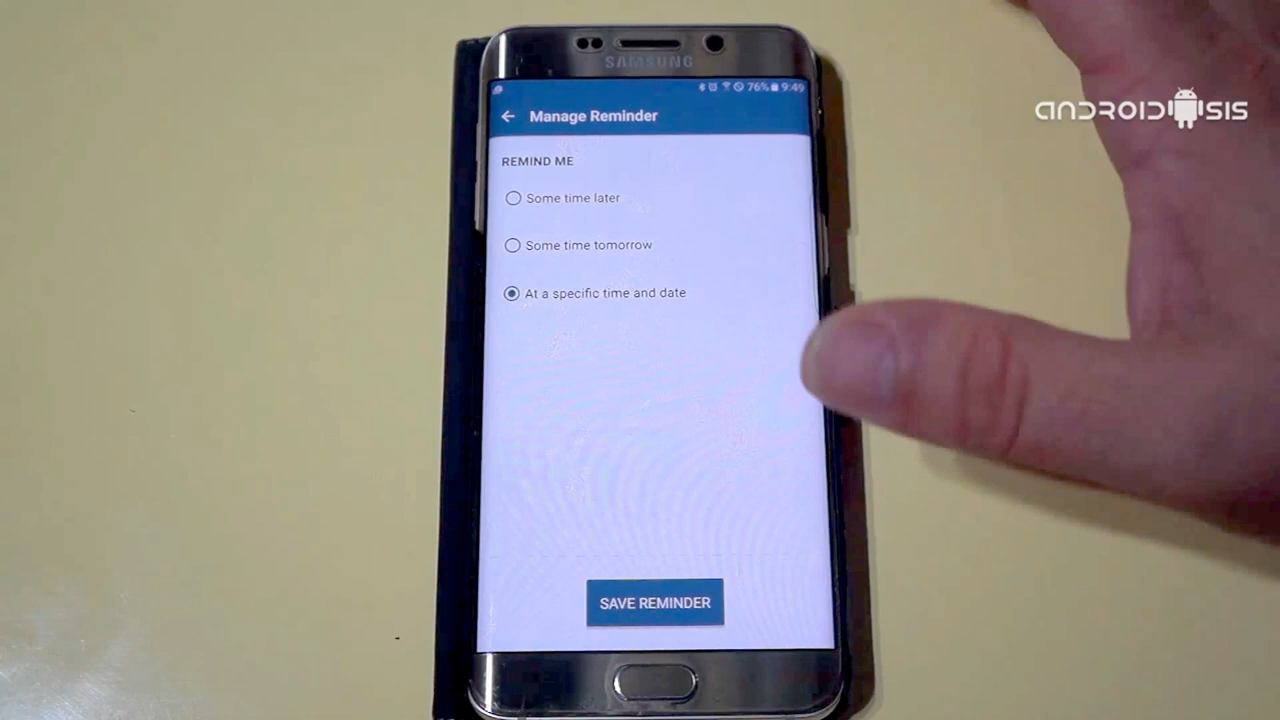 SAMSUNG
76% 9:49
Manage Reminder
ANDROIDSIS
REMIND ME
Some time later
Some time tomorrow
At a specific time and date
SAVE REMINDER